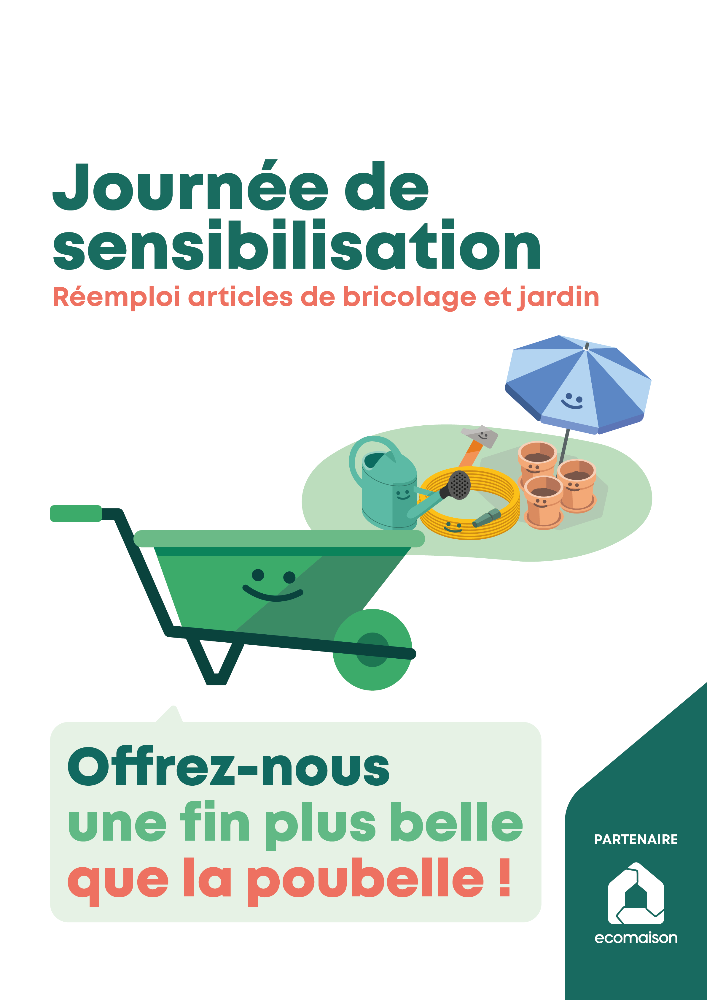 Journée de
sensibilisation
Réemploi articles de bricolage et jardin
Offrez-nous
une fin plus belle
que la poubelle !
PARTENAIRE
ecomaison